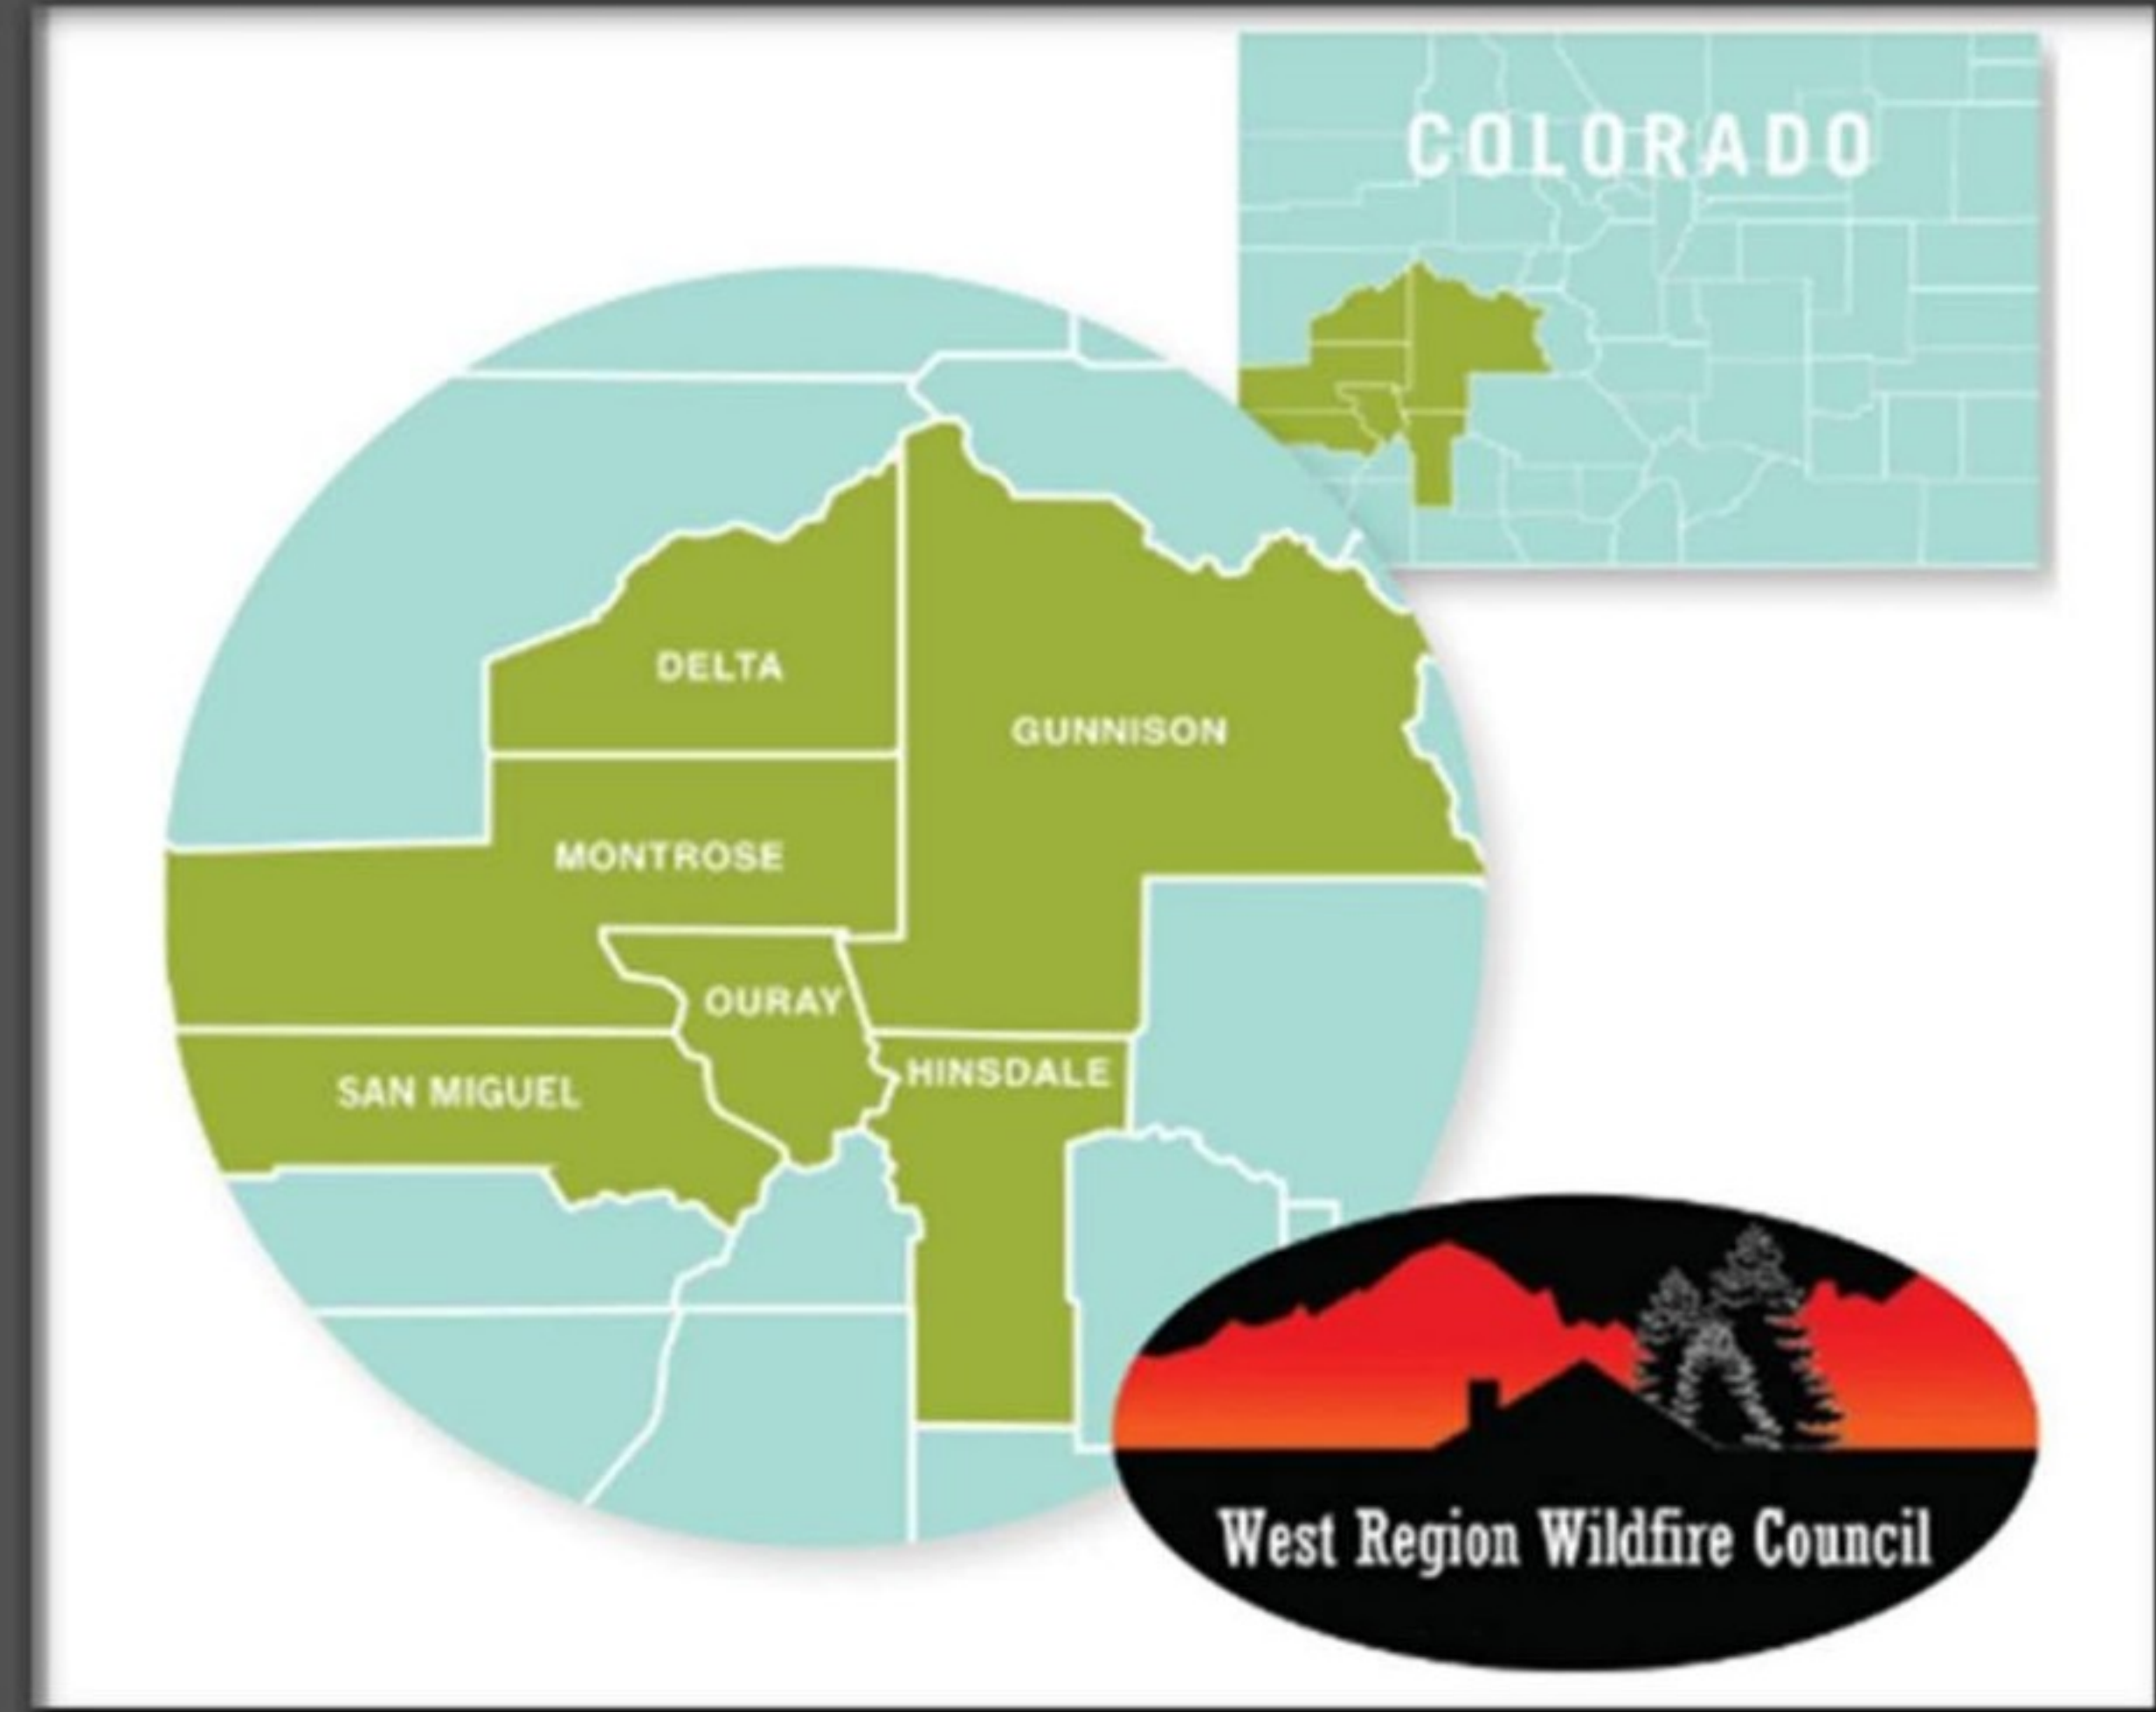 COLORADO
DELTA
GUNNISON
MONTROSE
OURAY
HINSDALE
SAN MIGUEL
West Region Wildfire Council